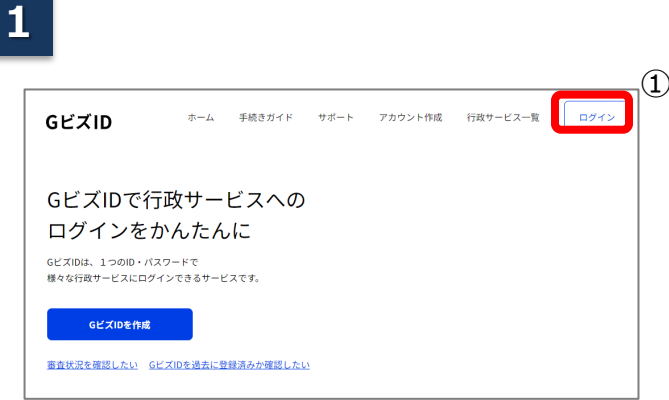 1
①
GビズID
ホーム 手続きガイド サポート アカウント作成 行政サービス一覧 ログイン
GビズIDで行政サービスへの
ログインをかんたんに
GビズIDは、1つのID・パスワードで
様々な行政サービスにログインできるサービスです。
GビズIDを作成
審査状況を確認したい GビズIDを過去に登録済みか確認したい